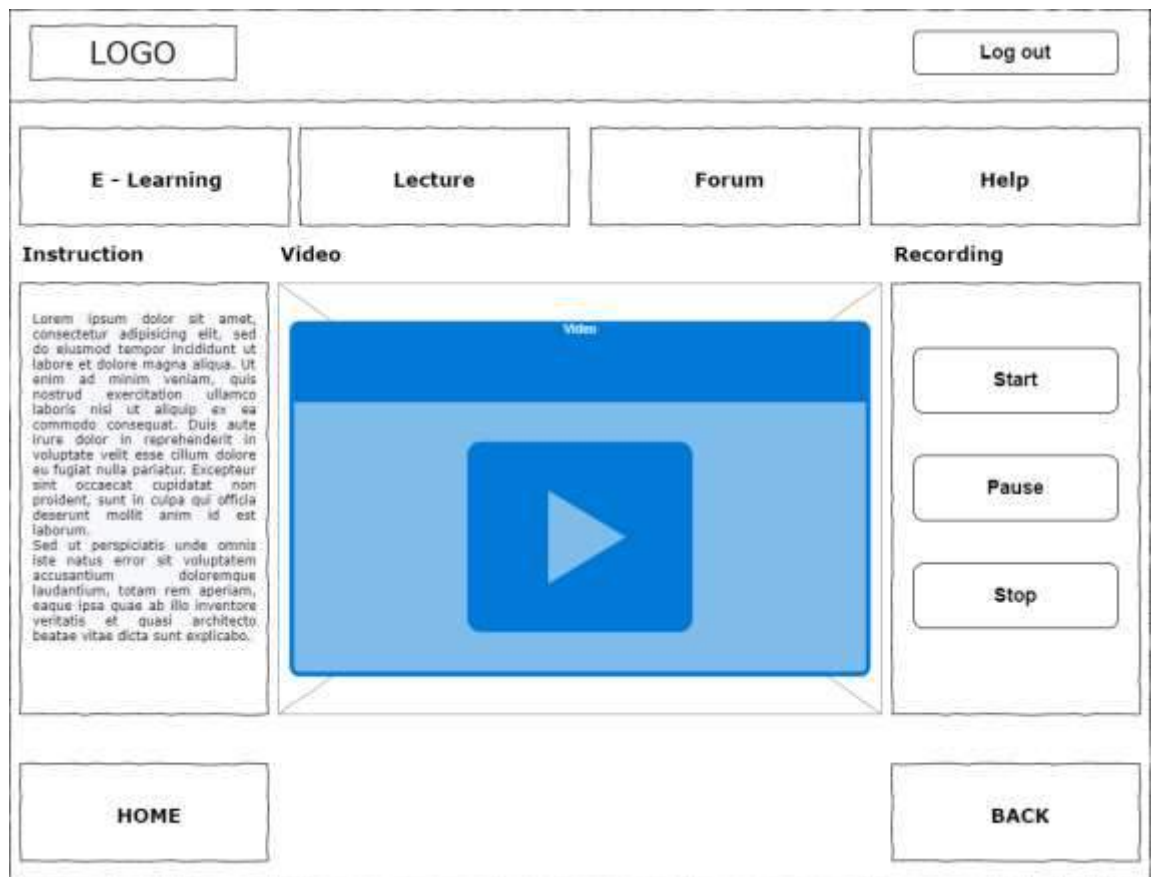 LOGO
Log out
E - Learning
Lecture
Forum
Help
Instruction
Video
Recording
Lorem ipsum dolor sit amet,
consectetur adipisicing elit, sed
do eiusmod tempor incididunt ut
labore et dolore magna aliqua. Ut
enim ad minim veniam, quis
nostrud exercitation ullamco
laboris nisi ut aliquip ex ea
commodo consequat. Duis aute
irure dolor in reprehenderit in
voluptate velit esse cillum dolore
eu fugiat nulla pariatur. Excepteur
sint occaecat cupidatat non
proident, sunt in culpa qui officia
deserunt mollit anim id est
laborum.
Sed ut perspiciatis unde omnis
iste natus error sit voluptatem
accusantium doloremque
laudantium, totam rem aperiam,
eaque ipsa quae ab illo inventore
veritatis et quasi architecto
beatae vitae dicta sunt explicabo.
Video
Start
Pause
Stop
HOME
BACK